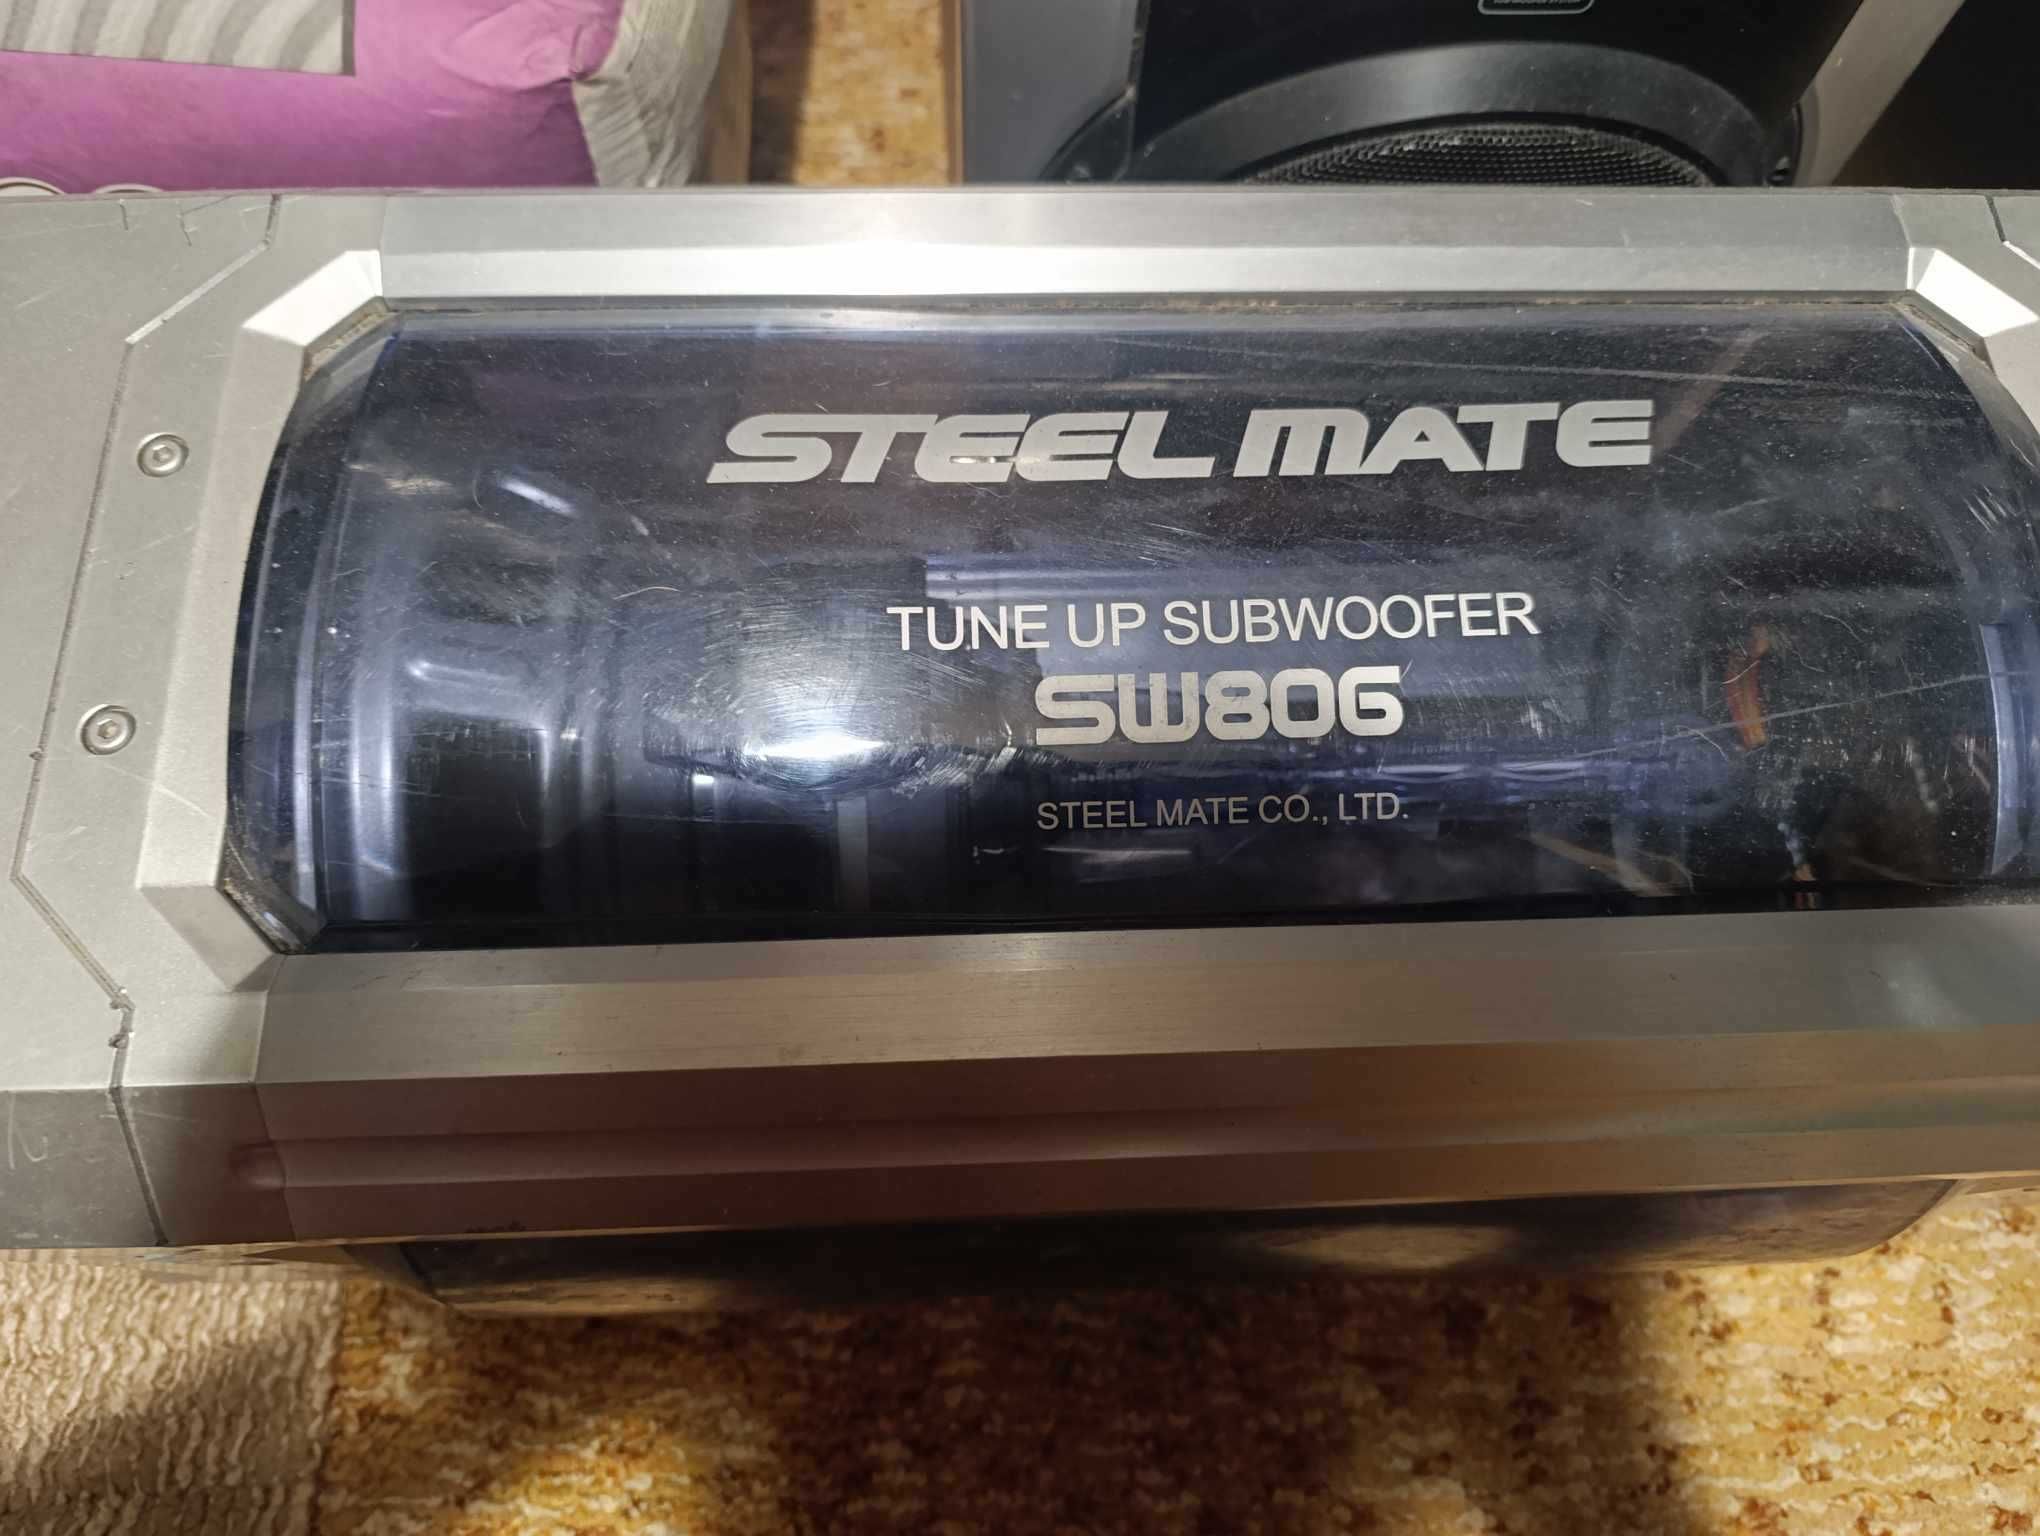 STEEL MATE
TUNE UP SUBWOOFER
SW806
STEEL MATE CO., LTD.